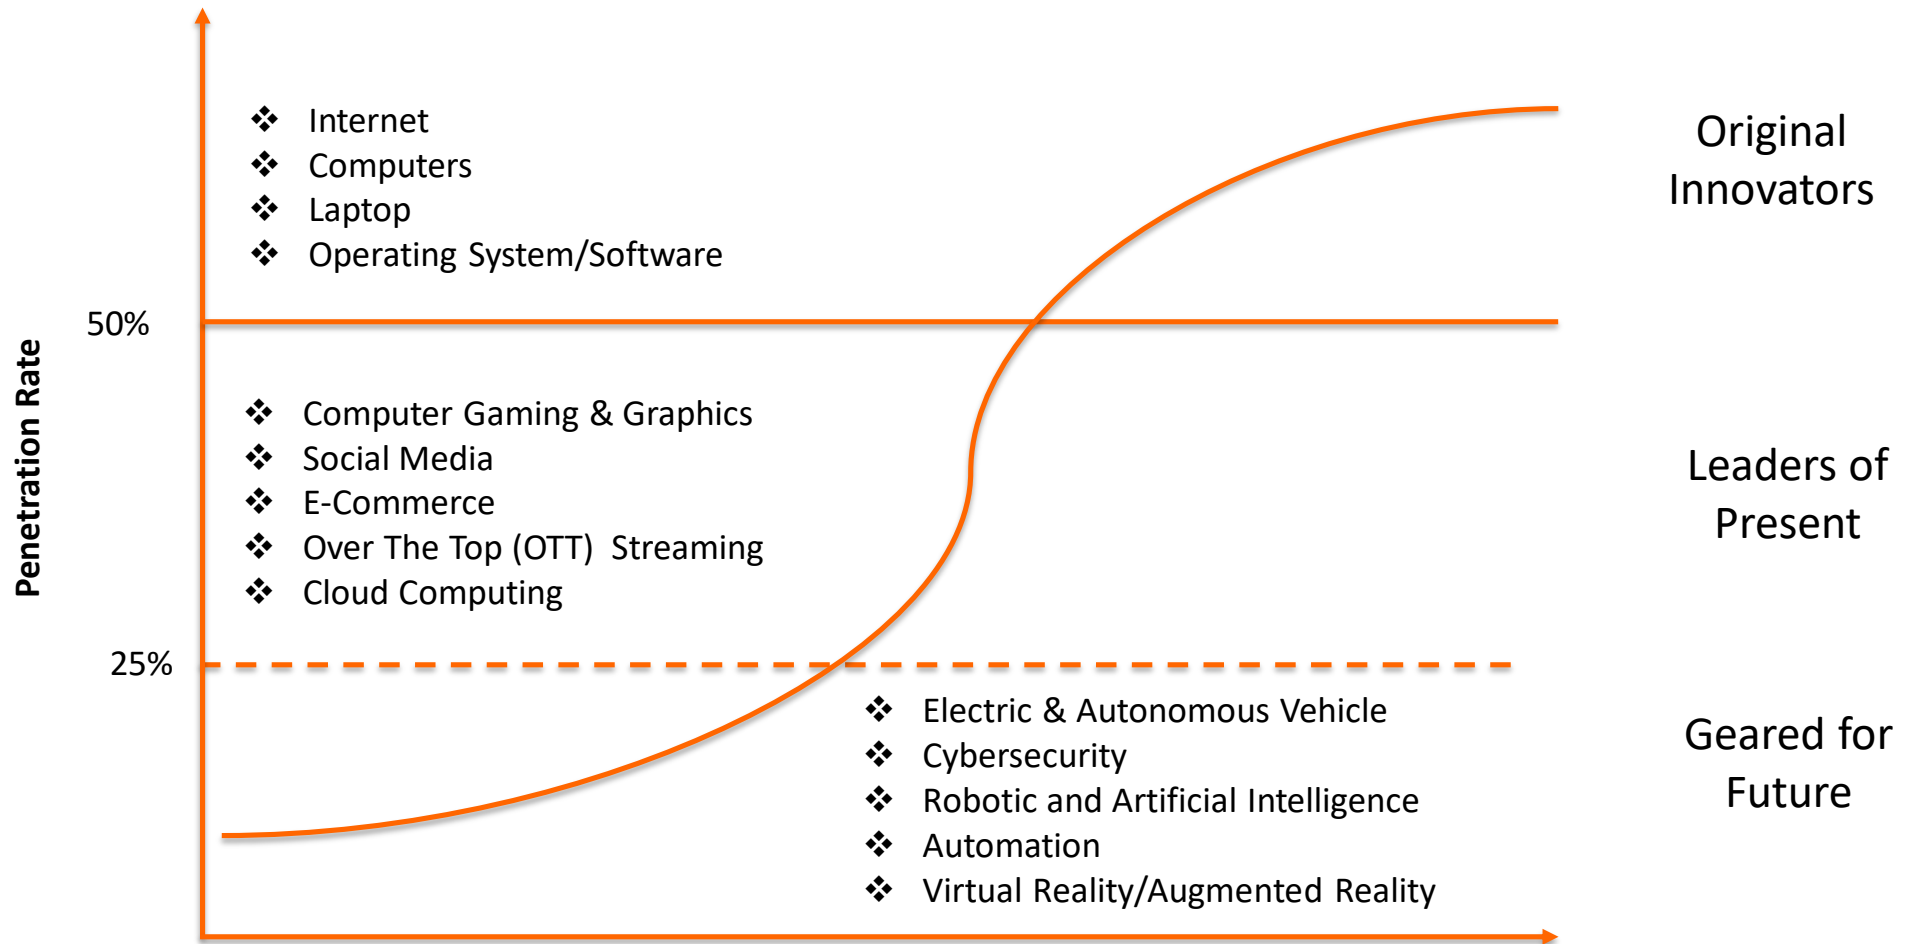 ❖ Internet
❖ Computers
❖ Laptop
❖ Operating System/Software
Original
Innovators
50%
Penetration Rate
❖ Computer Gaming & Graphics
❖ Social Media
❖ E-Commerce
❖ Over The Top (OTT) Streaming
❖ Cloud Computing
Leaders of
Present
25%
❖ Electric & Autonomous Vehicle
❖ Cybersecurity
❖ Robotic and Artificial Intelligence
❖ Automation
❖ Virtual Reality/Augmented Reality
Geared for
Future